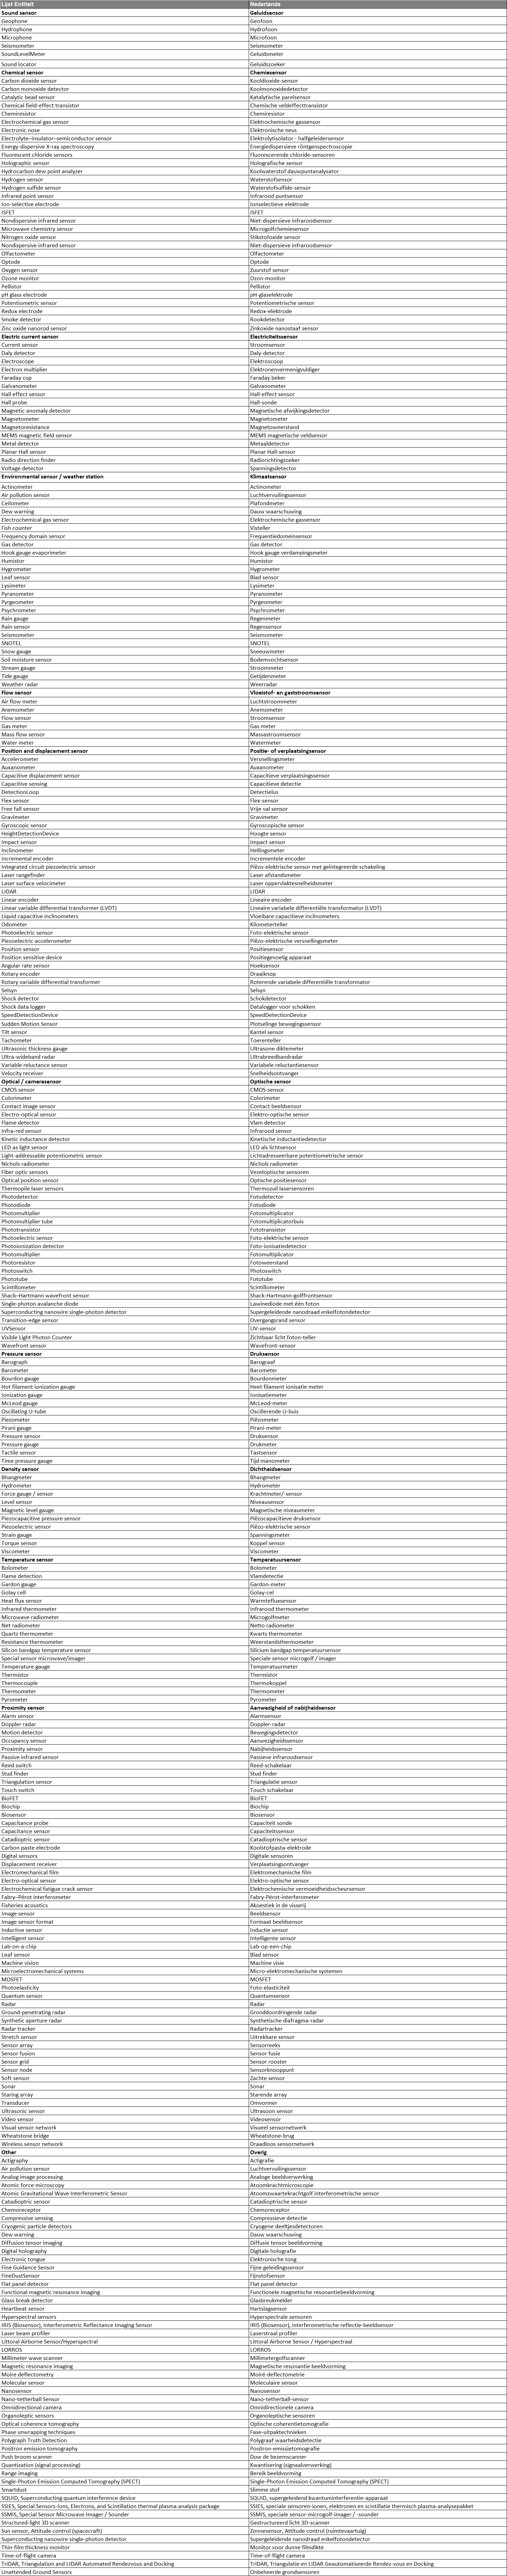 Lijst Entiteit Nederlands
Sound sensor Geluidsensor
Geophone Geofoon
Hydrophone Hydrofoon
Microphone Microfoon
Seismometer Seismometer
SoundLevelMeter Geluidsmeter
Sound locator Geluidszoeker
Chemical sensor Chemiesensor
Carbon dioxide sensor Kooldioxide-sensor
Carbon monoxide detector Koolmonoxidedetector
Catalytic bead sensor Katalytische parelsensor
Chemical field-effect transistor Chemische veldeffecttransistor
Chemiresistor Chemiresistor
Electrochemical gas sensor Elektrochemische gassensor
Electronic nose Elektronische neus
Electrolyte–insulator–semiconductor sensor Elektrolytisolator - halfgeleidersensor
Energy-dispersive X-ray spectroscopy Energiedispersieve röntgenspectroscopie
Fluorescent chloride sensors Fluorescerende chloride-sensoren
Holographic sensor Holografische sensor
Hydrocarbon dew point analyzer Koolwaterstof dauwpuntanalysator
Hydrogen sensor Waterstofsensor
Hydrogen sulfide sensor Waterstofsulfide-sensor
Infrared point sensor Infrarood puntsensor
Ion-selective electrode Ionselectieve elektrode
ISFET ISFET
Nondispersive infrared sensor Niet-dispersieve infraroodsensor
Microwave chemistry sensor Microgolfchemiesensor
Nitrogen oxide sensor Stikstofoxide sensor
Nondispersive infrared sensor Niet-dispersieve infraroodsensor
Olfactometer Olfactometer
Optode Optode
Oxygen sensor Zuurstof sensor
Ozone monitor Ozon-monitor
Pellistor Pellistor
pH glass electrode pH-glaselektrode
Potentiometric sensor Potentiometrische sensor
Redox electrode Redox-elektrode
Smoke detector Rookdetector
Zinc oxide nanorod sensor Zinkoxide nanostaaf sensor
Electric current sensor Electriciteitssensor
Current sensor Stroomsensor
Daly detector Daly-detector
Electroscope Elektroscoop
Electron multiplier Elektronenvermenigvuldiger
Faraday cup Faraday beker
Galvanometer Galvanometer
Hall effect sensor Hall-effect sensor
Hall probe Hall-sonde
Magnetic anomaly detector Magnetische afwijkingsdetector
Magnetometer Magnetometer
Magnetoresistance Magnetoweerstand
MEMS magnetic field sensor MEMS magnetische veldsensor
Metal detector Metaaldetector
Planar Hall sensor Planar Hall-sensor
Radio direction finder Radiorichtingzoeker
Voltage detector Spanningsdetector
Environmental sensor / weather station Klimaatsensor
Actinometer Actinometer
Air pollution sensor Luchtvervuilingssensor
Ceilometer Plafondmeter
Dew warning Dauw waarschuwing
Electrochemical gas sensor Elektrochemische gassensor
Fish counter Visteller
Frequency domain sensor Frequentiedomeinsensor
Gas detector Gas detector
Hook gauge evaporimeter Hook gauge verdampingsmeter
Humistor Humistor
Hygrometer Hygrometer
Leaf sensor Blad sensor
Lysimeter Lysimeter
Pyranometer Pyranometer
Pyrgeometer Pyrgeometer
Psychrometer Psychrometer
Rain gauge Regenmeter
Rain sensor Regensensor
Seismometer Seismometer
SNOTEL SNOTEL
Snow gauge Sneeuwmeter
Soil moisture sensor Bodemvochtsensor
Stream gauge Stroommeter
Tide gauge Getijdenmeter
Weather radar Weerradar
Flow sensor Vloeistof- en gaststroomsensor
Air flow meter Luchtstroommeter
Anemometer Anemometer
Flow sensor Stroomsensor
Gas meter Gas meter
Mass flow sensor Massastroomsensor
Water meter Watermeter
Position and displacement sensor Positie- of verplaatsingsensor
Accelerometer Versnellingsmeter
Auxanometer Auxanometer
Capacitive displacement sensor Capacitieve verplaatsingssensor
Capacitive sensing Capacitieve detectie
DetectionLoop Detectielus
Flex sensor Flex-sensor
Free fall sensor Vrije val sensor
Gravimeter Gravimeter
Gyroscopic sensor Gyroscopische sensor
HeightDetectionDevice Hoogte sensor
Impact sensor Impact sensor
Inclinometer Hellingsmeter
Incremental encoder Incrementele encoder
Integrated circuit piezoelectric sensor Piëzo-elektrische sensor met geïntegreerde schakeling
Laser rangefinder Laser afstandsmeter
Laser surface velocimeter Laser oppervlaktesnelheidsmeter
LIDAR LIDAR
Linear encoder Lineaire encoder
Linear variable differential transformer (LVDT) Lineaire variabele differentiële transformator (LVDT)
Liquid capacitive inclinometers Vloeibare capacitieve inclinometers
Odometer Kilometerteller
Photoelectric sensor Foto-elektrische sensor
Piezoelectric accelerometer Piëzo-elektrische versnellingsmeter
Position sensor Positiesensor
Position sensitive device Positiegevoelig apparaat
Angular rate sensor Hoeksensor
Rotary encoder Draaiknop
Rotary variable differential transformer Roterende variabele differentiële transformator
Selsyn Selsyn
Shock detector Schokdetector
Shock data logger Datalogger voor schokken
SpeedDetectionDevice SpeedDetectionDevice
Sudden Motion Sensor Plotselinge bewegingssensor
Tilt sensor Kantel sensor
Tachometer Toerenteller
Ultrasonic thickness gauge Ultrasone diktemeter
Ultra-wideband radar Ultrabreedbandradar
Variable reluctance sensor Variabele reluctantiesensor
Velocity receiver Snelheidsontvanger
Optical / camerasensor Optische sensor
CMOS sensor CMOS-sensor
Colorimeter Colorimeter
Contact image sensor Contact beeldsensor
Electro-optical sensor Elektro-optische sensor
Flame detector Vlam detector
Infra-red sensor Infrarood sensor
Kinetic inductance detector Kinetische inductantiedetector
LED as light sensor LED als lichtsensor
Light-addressable potentiometric sensor Lichtadresseerbare potentiometrische sensor
Nichols radiometer Nichols radiometer
Fiber optic sensors Vezeloptische sensoren
Optical position sensor Optische positiesensor
Thermopile laser sensors Thermozuil lasersensoren
Photodetector Fotodetector
Photodiode Fotodiode
Photomultiplier Fotomultiplicator
Photomultiplier tube Fotomultiplicatorbuis
Phototransistor Fototransistor
Photoelectric sensor Foto-elektrische sensor
Photoionization detector Foto-ionisatiedetector
Photomultiplier Fotomultiplicator
Photoresistor Fotoweerstand
Photoswitch Photoswitch
Phototube Fototube
Scintillometer Scintillometer
Shack–Hartmann wavefront sensor Shack-Hartmann-golffrontsensor
Single-photon avalanche diode Lawinediode met één foton
Superconducting nanowire single-photon detector Supergeleidende nanodraad enkelfotondetector
Transition-edge sensor Overgangsrand sensor
UVSensor UV-sensor
Visible Light Photon Counter Zichtbaar licht foton-teller
Wavefront sensor Wavefront-sensor
Pressure sensor Druksensor
Barograph Barograaf
Barometer Barometer
Bourdon gauge Bourdonmeter
Hot filament ionization gauge Heet filament ionisatie meter
Ionization gauge Ionisatiemeter
McLeod gauge McLeod-meter
Oscillating U-tube Oscillerende U-buis
Piezometer Piëzometer
Pirani gauge Pirani-meter
Pressure sensor Druksensor
Pressure gauge Drukmeter
Tactile sensor Tastsensor
Time pressure gauge Tijd manometer
Density sensor Dichtheidsensor
Bhangmeter Bhangmeter
Hydrometer Hydrometer
Force gauge / sensor Krachtmeter/-sensor
Level sensor Niveausensor
Magnetic level gauge Magnetische niveaumeter
Piezocapacitive pressure sensor Piëzocapacitieve druksensor
Piezoelectric sensor Piëzo-elektrische sensor
Strain gauge Spanningsmeter
Torque sensor Koppel sensor
Viscometer Viscometer
Temperature sensor Temperatuursensor
Bolometer Bolometer
Flame detection Vlamdetectie
Gardon gauge Gardon-meter
Golay cell Golay-cel
Heat flux sensor Warmtefluxsensor
Infrared thermometer Infrarood thermometer
Microwave radiometer Microgolfmeter
Net radiometer Netto radiometer
Quartz thermometer Kwarts thermometer
Resistance thermometer Weerstandsthermometer
Silicon bandgap temperature sensor Silicium bandgap temperatuursensor
Special sensor microwave/imager Speciale sensor microgolf / imager
Temperature gauge Temperatuurmeter
Thermistor Thermistor
Thermocouple Thermokoppel
Thermometer Thermometer
Pyrometer Pyrometer
Proximity sensor Aanwezigheid of nabijheidsensor
Alarm sensor Alarmsensor
Doppler radar Doppler-radar
Motion detector Bewegingsdetector
Occupancy sensor Aanwezigheidssensor
Proximity sensor Nabijheidssensor
Passive infrared sensor Passieve infraroodsensor
Reed switch Reed-schakelaar
Stud finder Stud finder
Triangulation sensor Triangulatie sensor
Touch switch Touch schakelaar
BioFET BioFET
Biochip Biochip
Biosensor Biosensor
Capacitance probe Capaciteit sonde
Capacitance sensor Capaciteitssensor
Catadioptric sensor Catadioptrische sensor
Carbon paste electrode Koolstofpasta-elektrode
Digital sensors Digitale sensoren
Displacement receiver Verplaatsingsontvanger
Electromechanical film Elektromechanische film
Electro-optical sensor Elektro-optische sensor
Electrochemical fatigue crack sensor Elektrochemische vermoeidheidsscheursensor
Fabry–Pérot interferometer Fabry-Pérot-interferometer
Fisheries acoustics Akoestiek in de visserij
Image sensor Beeldsensor
Image sensor format Formaat beeldsensor
Inductive sensor Inductie sensor
Intelligent sensor Intelligente sensor
Lab-on-a-chip Lab-op-een-chip
Leaf sensor Blad sensor
Machine vision Machine visie
Microelectromechanical systems Micro-elektromechanische systemen
MOSFET MOSFET
Photoelasticity Foto-elasticiteit
Quantum sensor Quantumsensor
Radar Radar
Ground-penetrating radar Gronddoordringende radar
Synthetic aperture radar Synthetische diafragma-radar
Radar tracker Radartracker
Stretch sensor Uitrekbare sensor
Sensor array Sensorreeks
Sensor fusion Sensor fusie
Sensor grid Sensor rooster
Sensor node Sensorknooppunt
Soft sensor Zachte sensor
Sonar Sonar
Staring array Starende array
Transducer Omvormer
Ultrasonic sensor Ultrasoon sensor
Video sensor Videosensor
Visual sensor network Visueel sensornetwerk
Wheatstone bridge Wheatstone-brug
Wireless sensor network Draadloos sensornetwerk
Other Overig
Actigraphy Actigrafie
Air pollution sensor Luchtvervuilingssensor
Analog image processing Analoge beeldverwerking
Atomic force microscopy Atoomkrachtmicroscopie
Atomic Gravitational Wave Interferometric Sensor Atoomzwaartekrachtgolf interferometrische sensor
Catadioptric sensor Catadioptrische sensor
Chemoreceptor Chemoreceptor
Compressive sensing Compressieve detectie
Cryogenic particle detectors Cryogene deeltjesdetectoren
Dew warning Dauw waarschuwing
Diffusion tensor imaging Diffusie tensor beeldvorming
Digital holography Digitale holografie
Electronic tongue Elektronische tong
Fine Guidance Sensor Fijne geleidingssensor
FineDustSensor Fijnstofsensor
Flat panel detector Flat panel detector
Functional magnetic resonance imaging Functionele magnetische resonantiebeeldvorming
Glass break detector Glasbreukmelder
Heartbeat sensor Hartslagsensor
Hyperspectral sensors Hyperspectrale sensoren
IRIS (Biosensor), Interferometric Reflectance Imaging Sensor IRIS (Biosensor), interferometrische reflectie-beeldsensor
Laser beam profiler Laserstraal profiler
Littoral Airborne Sensor/Hyperspectral Littoral Airborne Sensor / Hyperspectraal
LORROS LORROS
Millimeter wave scanner Millimetergolfscanner
Magnetic resonance imaging Magnetische resonantie beeldvorming
Moire deflectometry Moiré-deflectometrie
Molecular sensor Moleculaire sensor
Nanosensor Nanosensor
Nano-tetherball Sensor Nano-tetherball-sensor
Omnidirectional camera Omnidirectionele camera
Organoleptic sensors Organoleptische sensoren
Optical coherence tomography Optische coherentietomografie
Phase unwrapping techniques Fase-uitpaktechnieken
Polygraph Truth Detection Polygraaf waarheidsdetectie
Positron emission tomography Positron-emissietomografie
Push broom scanner Duw de bezemscanner
Quantization (signal processing) Kwantisering (signaalverwerking)
Range imaging Bereik beeldvorming
Single-Photon Emission Computed Tomography (SPECT) Single-Photon Emission Computed Tomography (SPECT)
Smartdust Slimme stof
SQUID, Superconducting quantum interference device SQUID, supergeleidend kwantuminterferentie-apparaat
SSIES, Special Sensors-Ions, Electrons, and Scintillation thermal plasma analysis package SSIES, speciale sensoren-ionen, elektronen en scintillatie thermisch plasma-analysepakket
SSMIS, Special Sensor Microwave Imager / Sounder SSMIS, speciale sensor-microgolf-imager / -sounder
Structured-light 3D scanner Gestructureerd licht 3D-scanner
Sun sensor, Attitude control (spacecraft) Zonnesensor, Attitude control (ruimtevaartuig)
Superconducting nanowire single-photon detector Supergeleidende nanodraad enkelfotondetector
Thin-film thickness monitor Monitor voor dunne filmdikte
Time-of-flight camera Time-of-flight camera
TriDAR, Triangulation and LIDAR Automated Rendezvous and Docking TriDAR, Triangulatie en LIDAR Geautomatiseerde Rendez-vous en Docking
Unattended Ground Sensors Onbeheerde grondsensoren